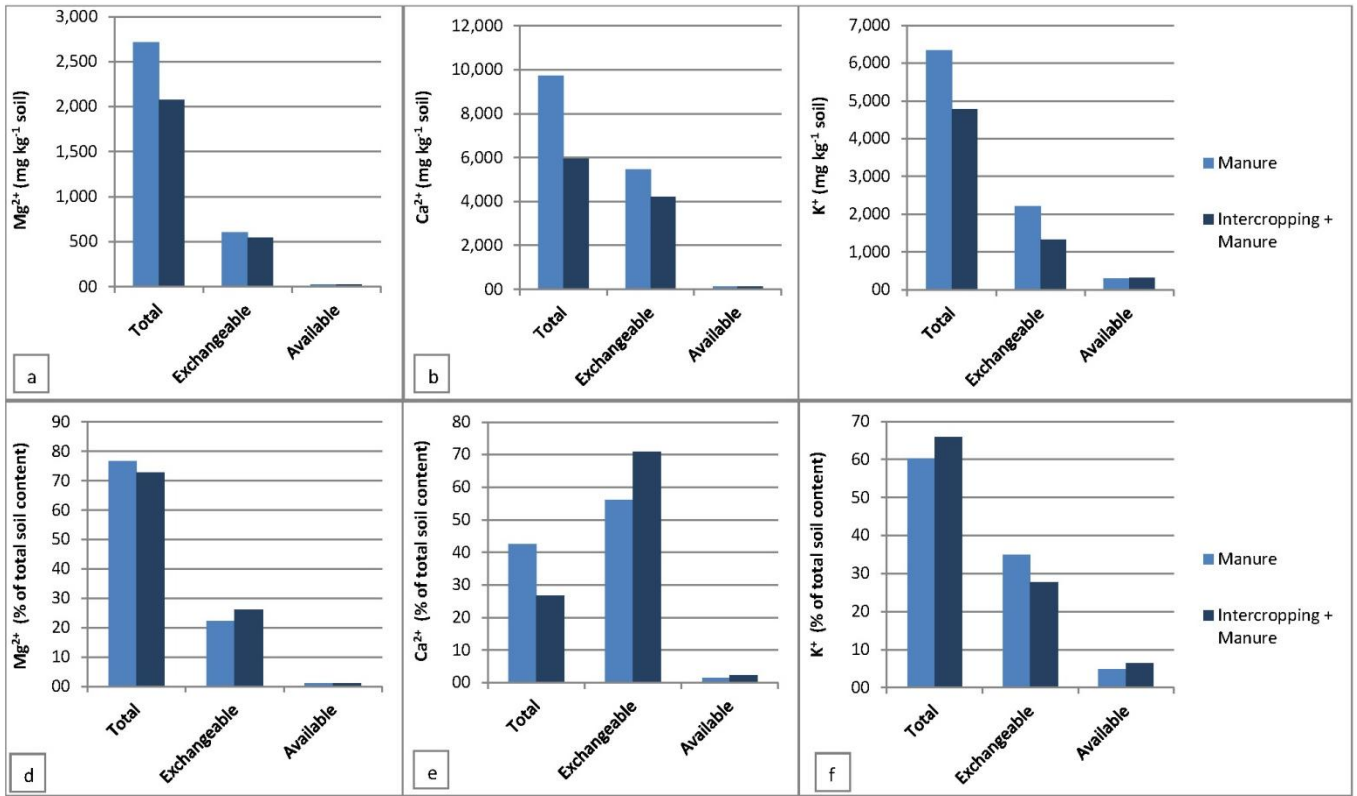 Mg²⁺ (mg kg⁻¹ soil)
3,000
2,500
2,000
1,500
1,000
500
00
Total
Exchangeable
Available
a
Ca²⁺ (mg kg⁻¹ soil)
12,000
10,000
8,000
6,000
4,000
2,000
00
Total
Exchangeable
Available
b
K⁺ (mg kg⁻¹ soil)
7,000
6,000
5,000
4,000
3,000
2,000
1,000
00
Total
Exchangeable
Available
Manure
Intercropping +
Manure
Mg²⁺ (% of total soil content)
90
80
70
60
50
40
30
20
10
00
Total
Exchangeable
Available
d
Ca²⁺ (% of total soil content)
80
70
60
50
40
30
20
10
00
Total
Exchangeable
Available
e
K⁺ (% of total soil content)
70
60
50
40
30
20
10
00
Total
Exchangeable
Available
f
Manure
Intercropping +
Manure